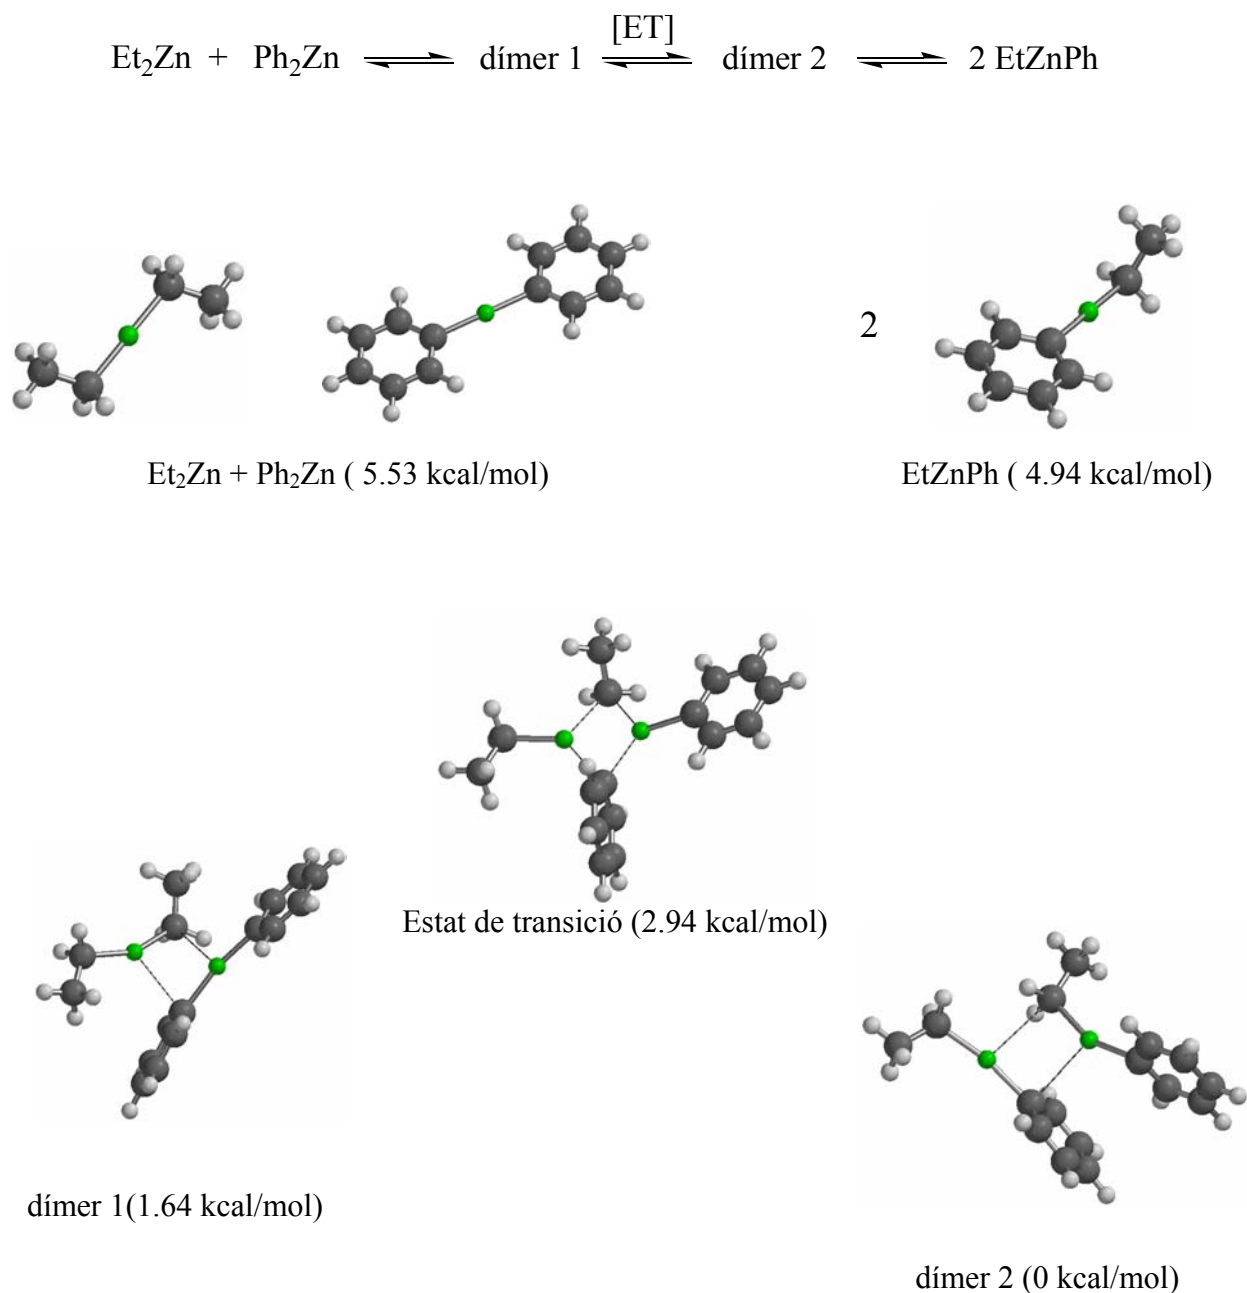 [ET]
Et₂Zn + Ph₂Zn ⇌ dímer 1 ⇌ dímer 2 ⇌ 2 EtZnPh
2
Et₂Zn + Ph₂Zn ( 5.53 kcal/mol)
EtZnPh ( 4.94 kcal/mol)
Estat de transició (2.94 kcal/mol)
dímer 1(1.64 kcal/mol)
dímer 2 (0 kcal/mol)